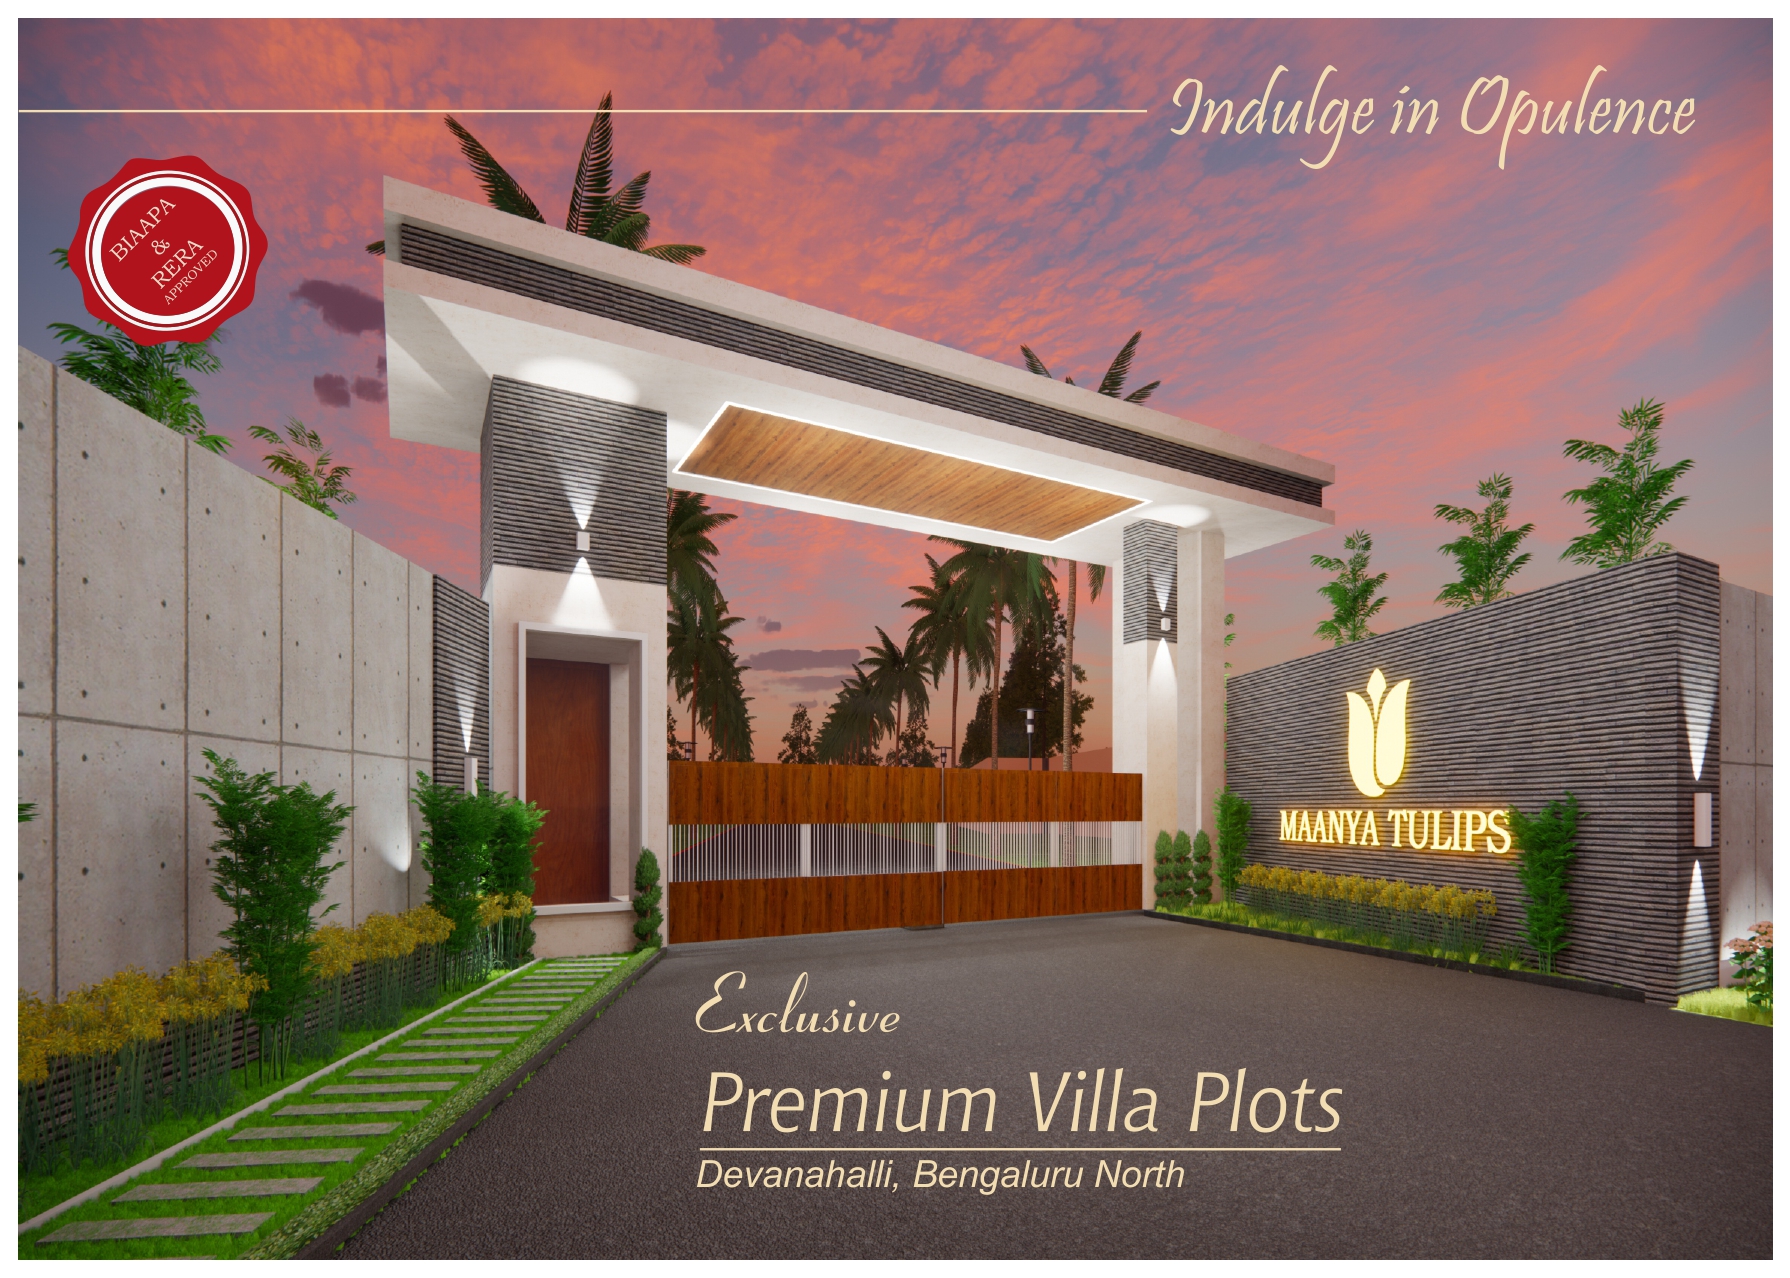 Indulge in Opulence
BIAAPA
&
RERA
APPROVED
MAANYA TULIPS
Exclusive
Premium Villa Plots
Devanahalli, Bengaluru North